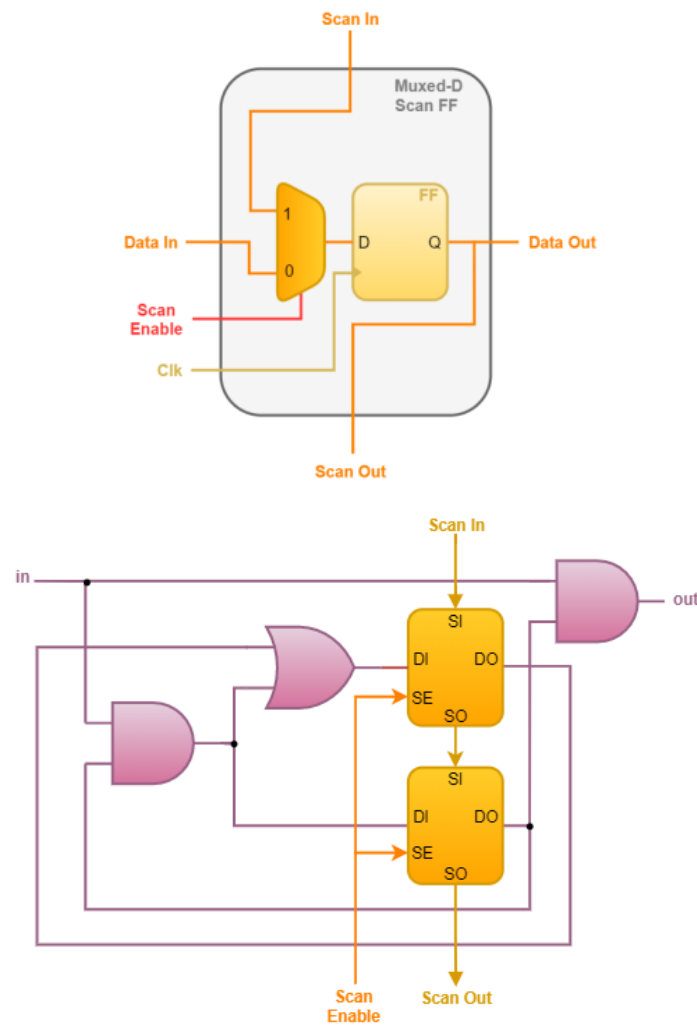 Scan In
Muxed-D
Scan FF
FF
1
Data In
D
Q
Data Out
0
Scan
Enable
Clk
Scan Out
Scan In
in
out
SI
DI
DO
SE
SO
SI
DI
DO
SE
SO
Scan
Enable
Scan Out